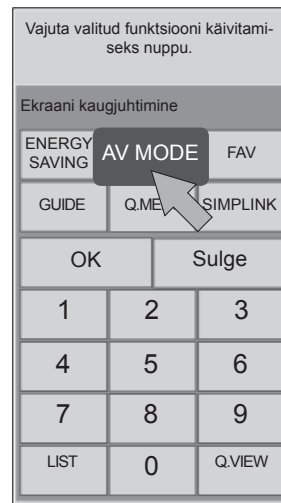 Vajuta valitud funktsiooni käivitami-
seks nuppu.
Ekraani kaugjuhtimine
ENERGY
SAVING
AV MODE
FAV
GUIDE
SIMPLINK
OK
Sulge
1
2
3
4
5
6
7
8
9
LIST
0
Q.VIEW